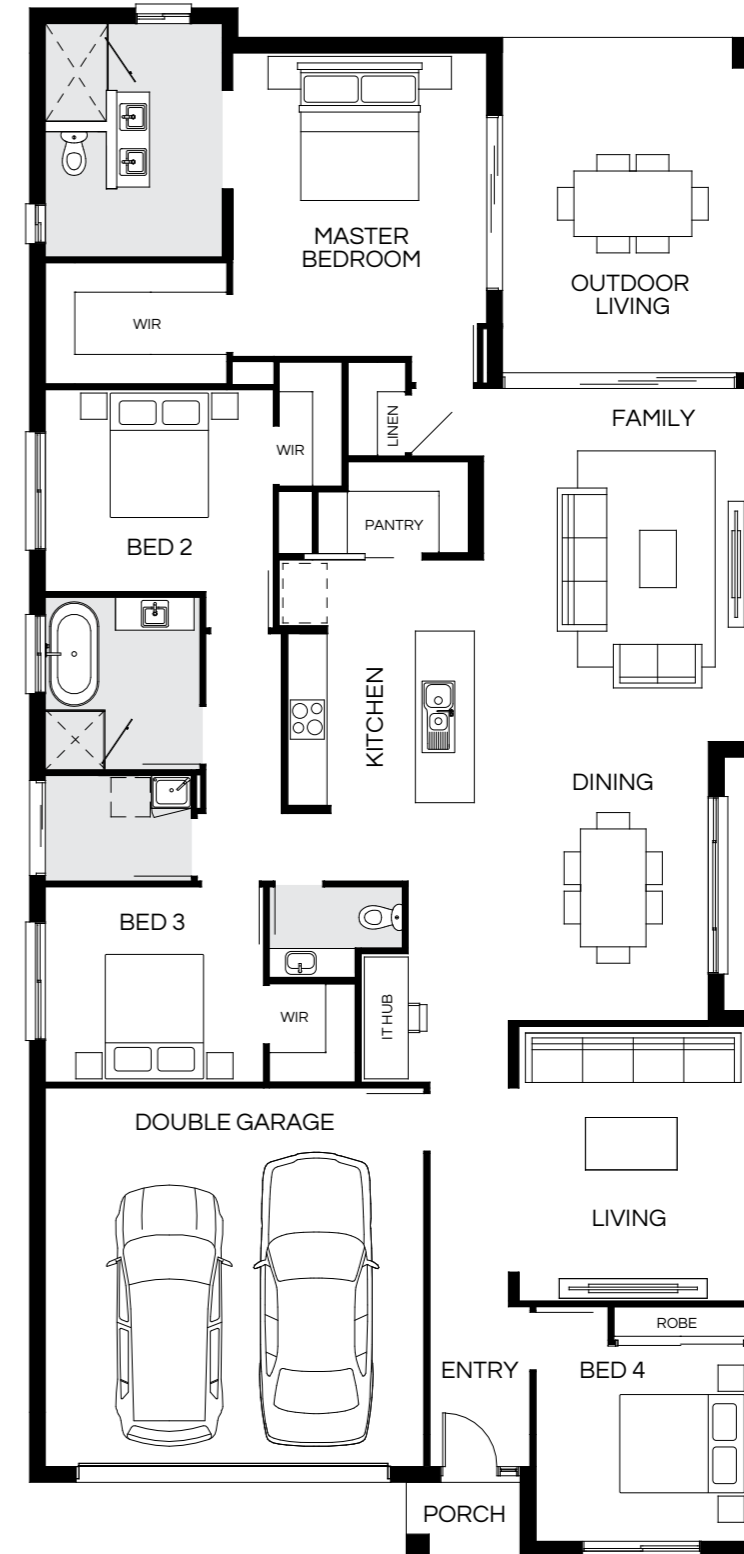 MASTER
BEDROOM
OUTDOOR
LIVING
WIR
FAMILY
LINEN
WIR
PANTRY
BED 2
KITCHEN
DINING
BED 3
WIR
IT HUB
DOUBLE GARAGE
LIVING
ROBE
ENTRY
BED 4
PORCH